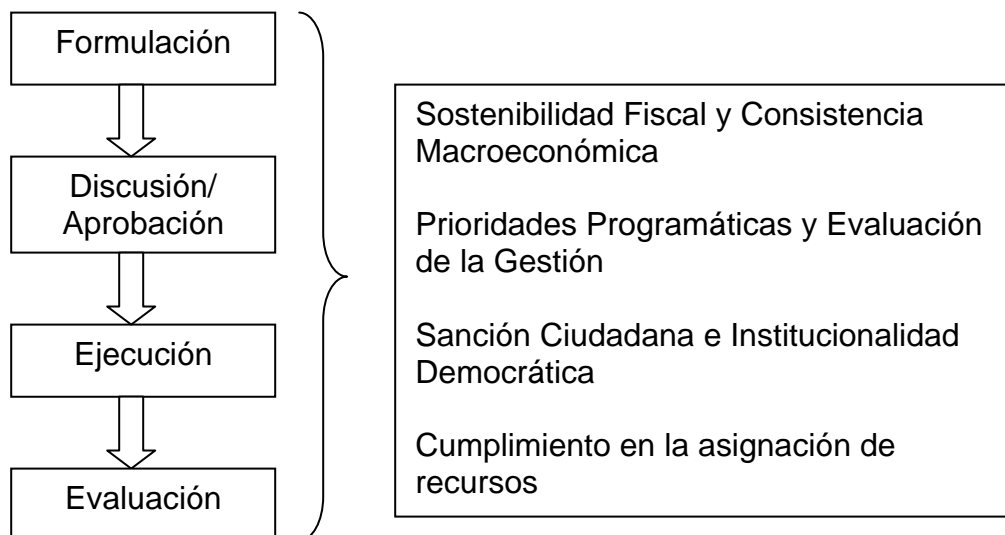 Formulación
Discusión/
Aprobación
Ejecución
Evaluación
Sostenibilidad Fiscal y Consistencia
Macroeconómica
Prioridades Programáticas y Evaluación
de la Gestión
Sanción Ciudadana e Institucionalidad
Democrática
Cumplimiento en la asignación de
recursos